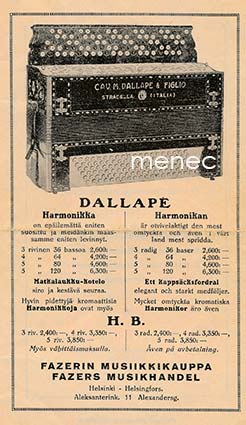 CAV. M. DALLAPE & FIGLIO
STRADELLA (ITALIA)
menec
DALLAPÉ
Harmonikka
on epäilemättä eniten
suosittu ja meidänkin maas-
samme eniten levinnyt.
3 rivinen 36 bassoa 2,600:—
4 „ 64 „ 4,200:—
5 „ 80 „ 4,600:—
5 „ 120 „ 6,300:—
Matkalaukku-kotelo
siro ja kestävä seuraa.
Hyvin pidettyjä kromaattisia
Harmonikkoja ovat myös
Harmonikan
är otvivelaktigt den mest
omtyckta och även i vårt
land mest spridda.
3 radig 36 baser 2,600:—
4 „ 64 „ 4,200:—
5 „ 80 „ 4,600:—
5 „ 120 „ 6,300:—
Ett Kappsäcksfordral
elegant och starkt medföljer.
Mycket omtyckta kromatiska
Harmonikor äro även
H. B.
3 riv. 2,400:—, 4 riv. 3,350:—,
5 riv. 3,850:—.
Myös vähittäismaksulla.
3 rad. 2,400:—, 4 rad. 3,350:—,
5 rad. 3,850:—.
Även på avbetalning.
FAZERIN MUSIIKKIKAUPPA
FAZERS MUSIKHANDEL
Helsinki - Helsingfors.
Aleksanterink. 11 Alexandersg.